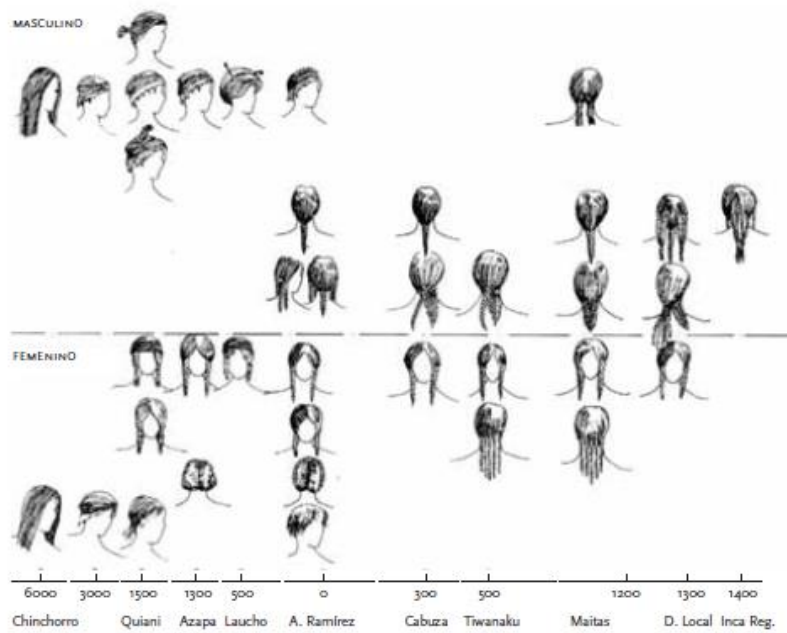 MASCULINO
FEMENINO
6000 3000 1500 1300 500 0 300 500 1200 1300 1400
Chinchorro Quiani Azapa Laucho A. Ramírez Cabuza Tiwanaku Maitas D. Local Inca Reg.